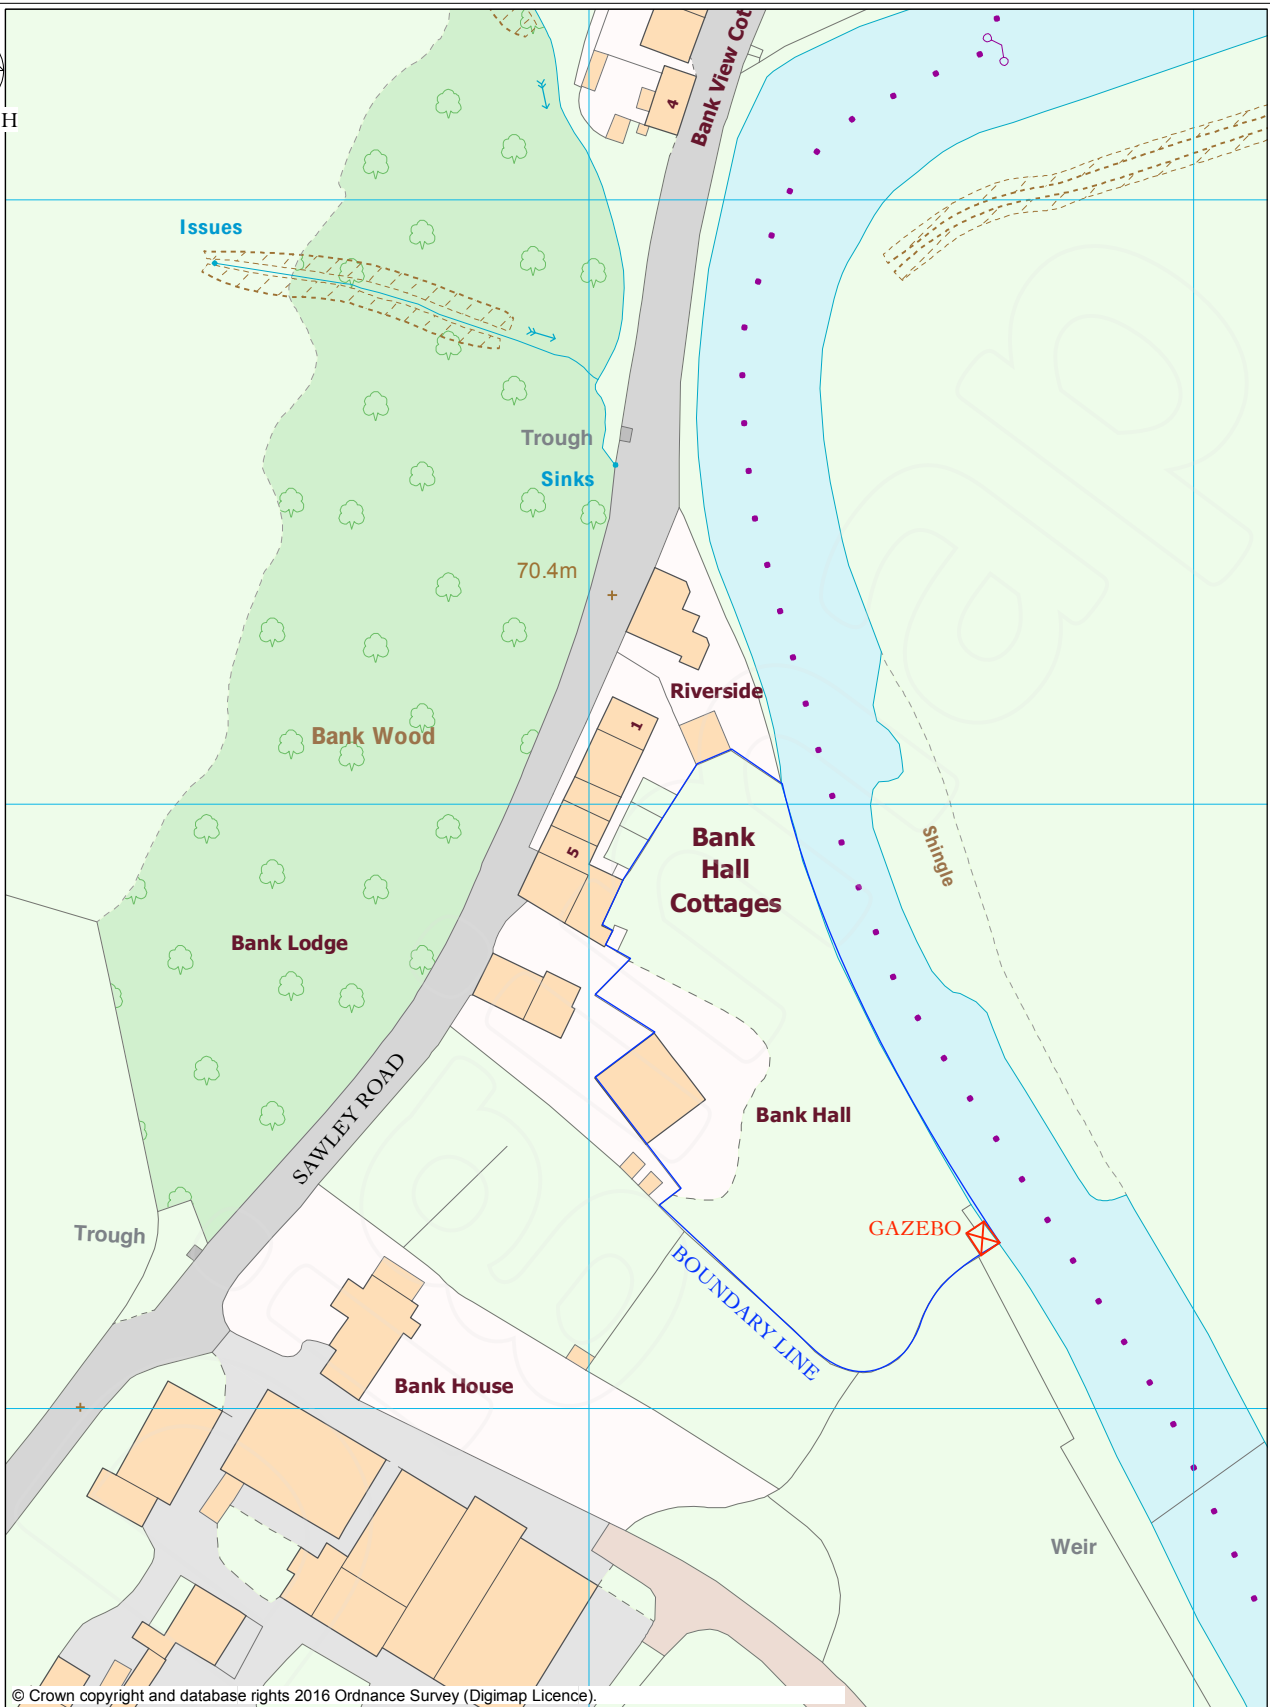 H
Bank View Cot
4
Issues
Trough
Sinks
70.4m
Riverside
1
Bank Wood
Bank
Hall
Cottages
5
Shingle
Bank Lodge
SAWLEY ROAD
Bank Hall
Trough
GAZEBO
BOUNDARY LINE
Bank House
Weir
© Crown copyright and database rights 2016 Ordnance Survey (Digimap Licence).